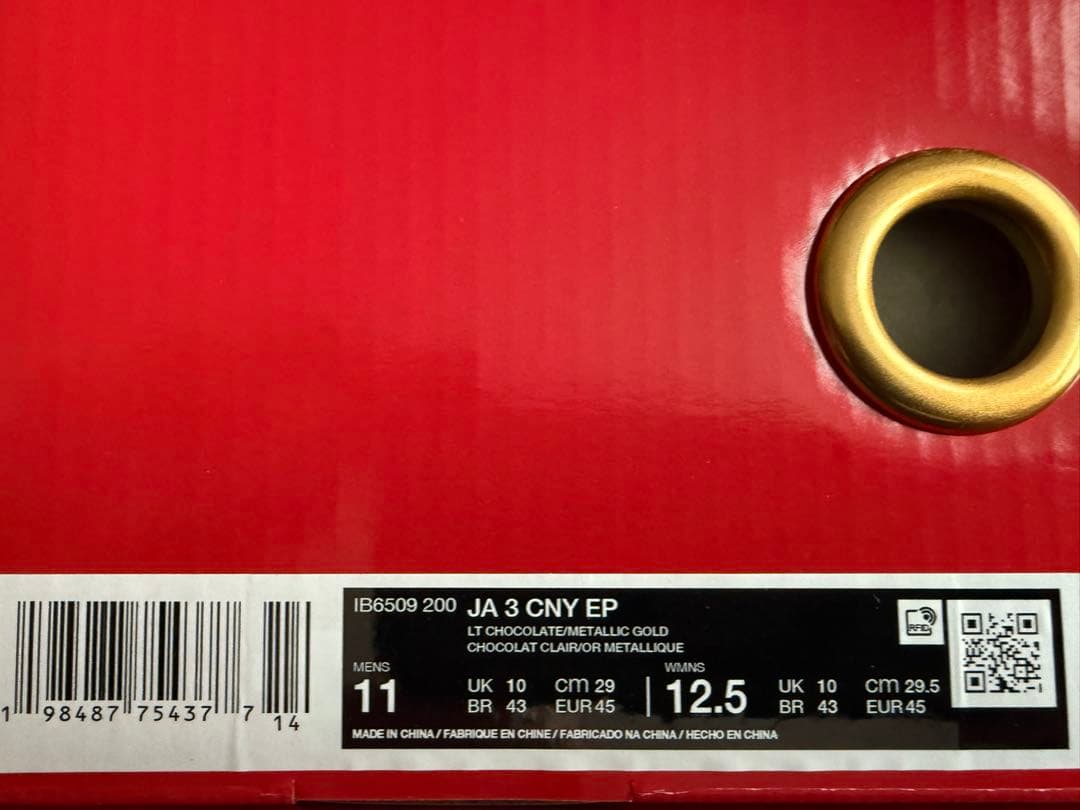 IB6509 200 JA 3 CNY EP
LT CHOCOLATE/METALLIC GOLD
CHOCOLAT CLAIR/OR METALLIQUE
RFID
MENS
11
UK 10 CM 29
BR 43 EUR 45
WMNS
12.5
UK 10 CM 29.5
BR 43 EUR 45
MADE IN CHINA / FABRIQUE EN CHINE / FABRICADO NA CHINA / HECHO EN CHINA
1 98487 75437 7
14